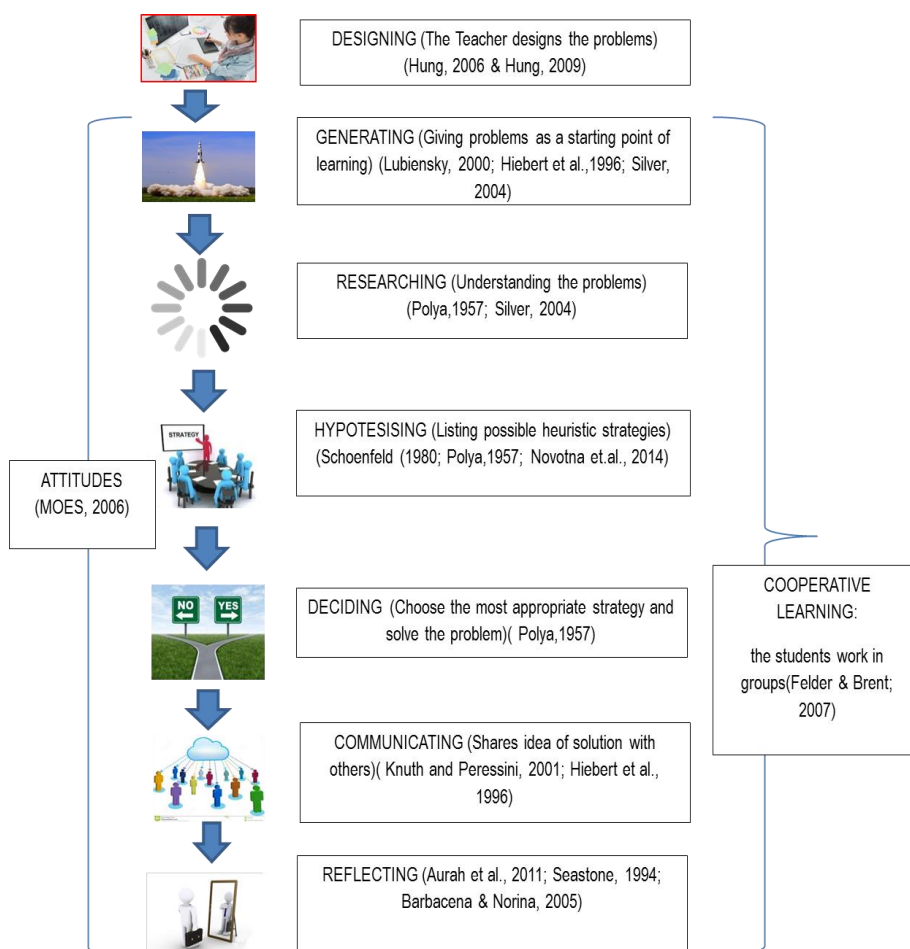 DESIGNING (The Teacher designs the problems)
(Hung, 2006 & Hung, 2009)
GENERATING (Giving problems as a starting point of
learning) (Lubiensky, 2000; Hiebert et al.,1996; Silver,
2004)
RESEARCHING (Understanding the problems)
(Polya,1957; Silver, 2004)
STRATEGY
HYPOTESISING (Listing possible heuristic strategies)
(Schoenfeld (1980; Polya,1957; Novotna et.al., 2014)
ATTITUDES
(MOES, 2006)
NO
YES
DECIDING (Choose the most appropriate strategy and
solve the problem)( Polya,1957)
COOPERATIVE
LEARNING:
the students work in
groups(Felder & Brent;
2007)
COMMUNICATING (Shares idea of solution with
others)( Knuth and Peressini, 2001; Hiebert et al.,
1996)
REFLECTING (Aurah et al., 2011; Seastone, 1994;
Barbacena & Norina, 2005)